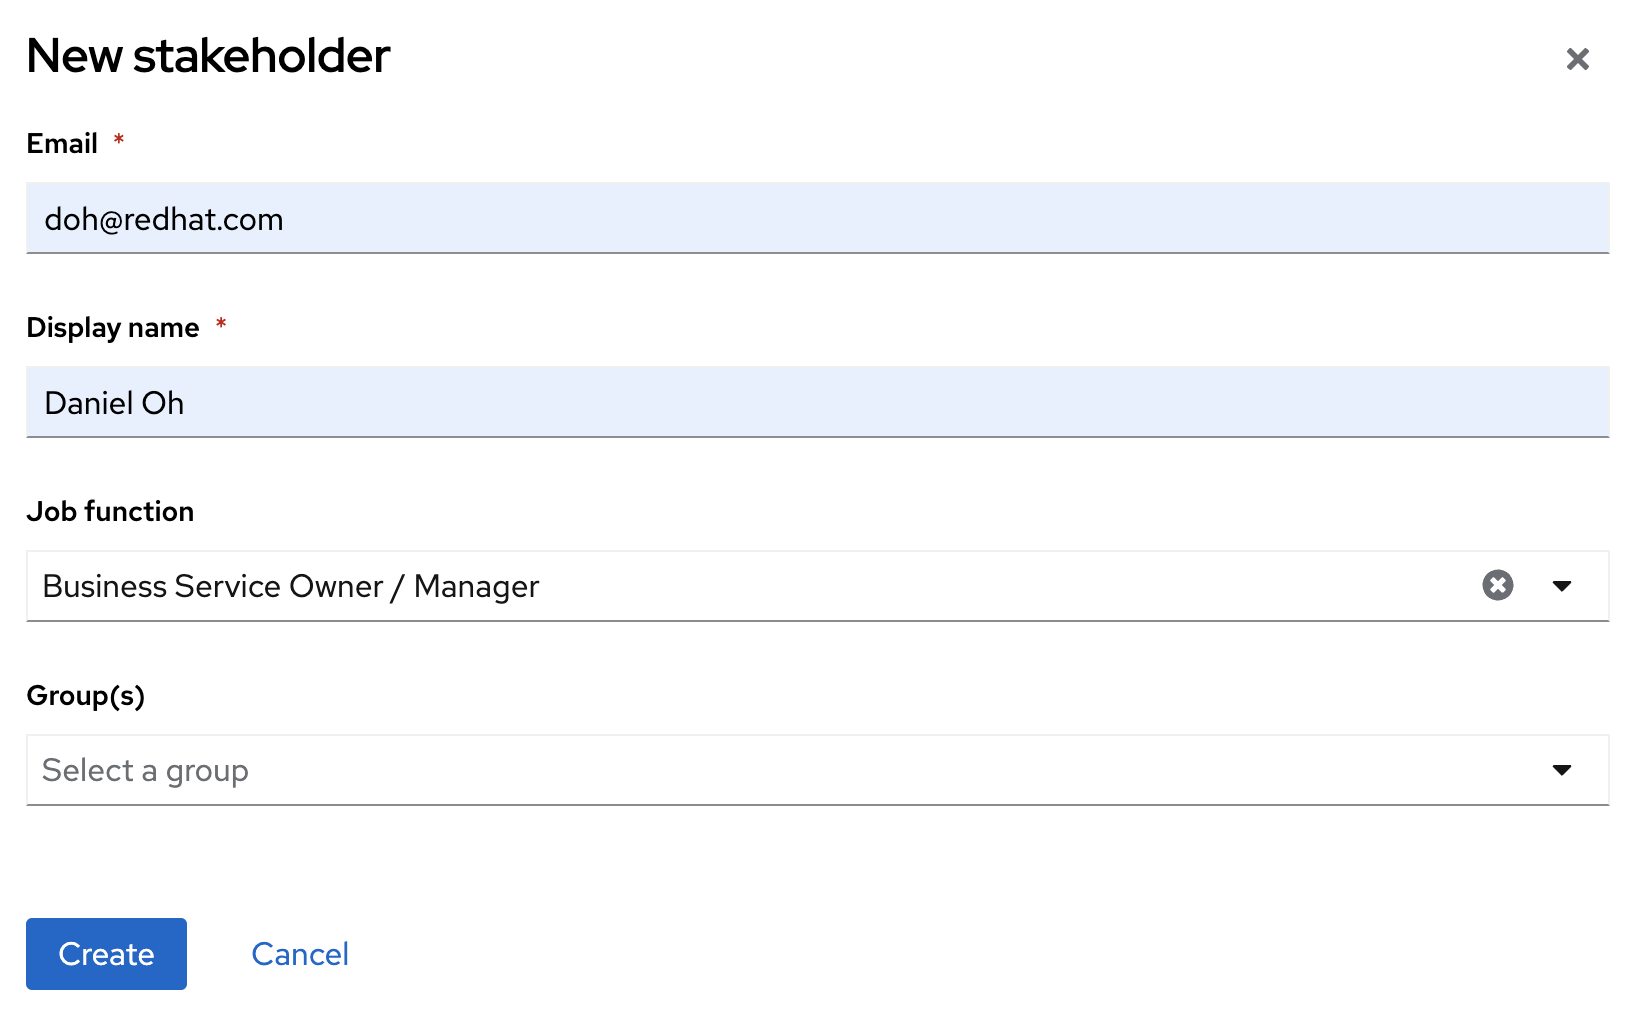 New stakeholder
Email *
doh@redhat.com
Display name *
Daniel Oh
Job function
Business Service Owner / Manager
Group(s)
Select a group
Create Cancel